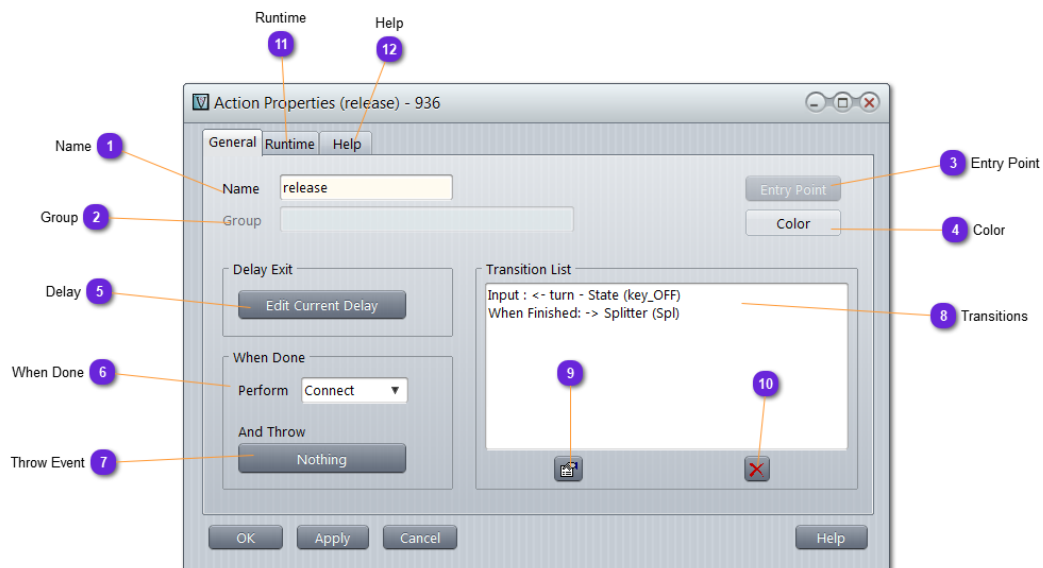 Runtime
11
Help
12
V Action Properties (release) - 936
General Runtime Help
Name 1
Name release
Entry Point
3 Entry Point
Group 2
Group
Color
4 Color
Delay Exit
Transition List
Delay 5
Edit Current Delay
Input : <- turn - State (key_OFF)
When Finished: -> Splitter (Spl)
8 Transitions
When Done
When Done 6
Perform Connect
9
10
And Throw
Throw Event 7
Nothing
OK Apply Cancel Help